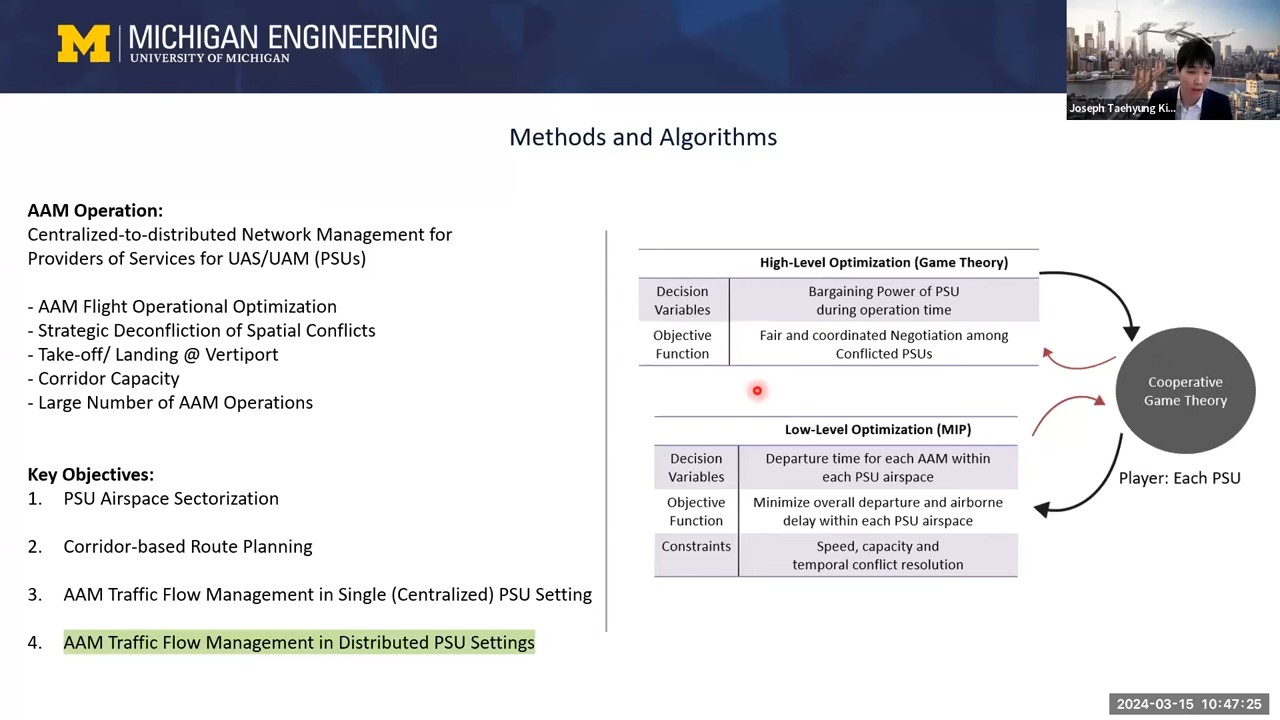 M | MICHIGAN ENGINEERING
UNIVERSITY OF MICHIGAN
Joseph Taehyung Ki...
Methods and Algorithms
AAM Operation:
Centralized-to-distributed Network Management for
Providers of Services for UAS/UAM (PSUs)
- AAM Flight Operational Optimization
- Strategic Deconfliction of Spatial Conflicts
- Take-off/ Landing @ Vertiport
- Corridor Capacity
- Large Number of AAM Operations
Key Objectives:
1. PSU Airspace Sectorization
2. Corridor-based Route Planning
3. AAM Traffic Flow Management in Single (Centralized) PSU Setting
4. AAM Traffic Flow Management in Distributed PSU Settings
High-Level Optimization (Game Theory)
Decision
Variables
Bargaining Power of PSU
during operation time
Objective
Function
Fair and coordinated Negotiation among
Conflicted PSUs
Low-Level Optimization (MIP)
Decision
Variables
Departure time for each AAM within
each PSU airspace
Objective
Function
Minimize overall departure and airborne
delay within each PSU airspace
Constraints
Speed, capacity and
temporal conflict resolution
Cooperative
Game Theory
Player: Each PSU
2024-03-15 10:47:25